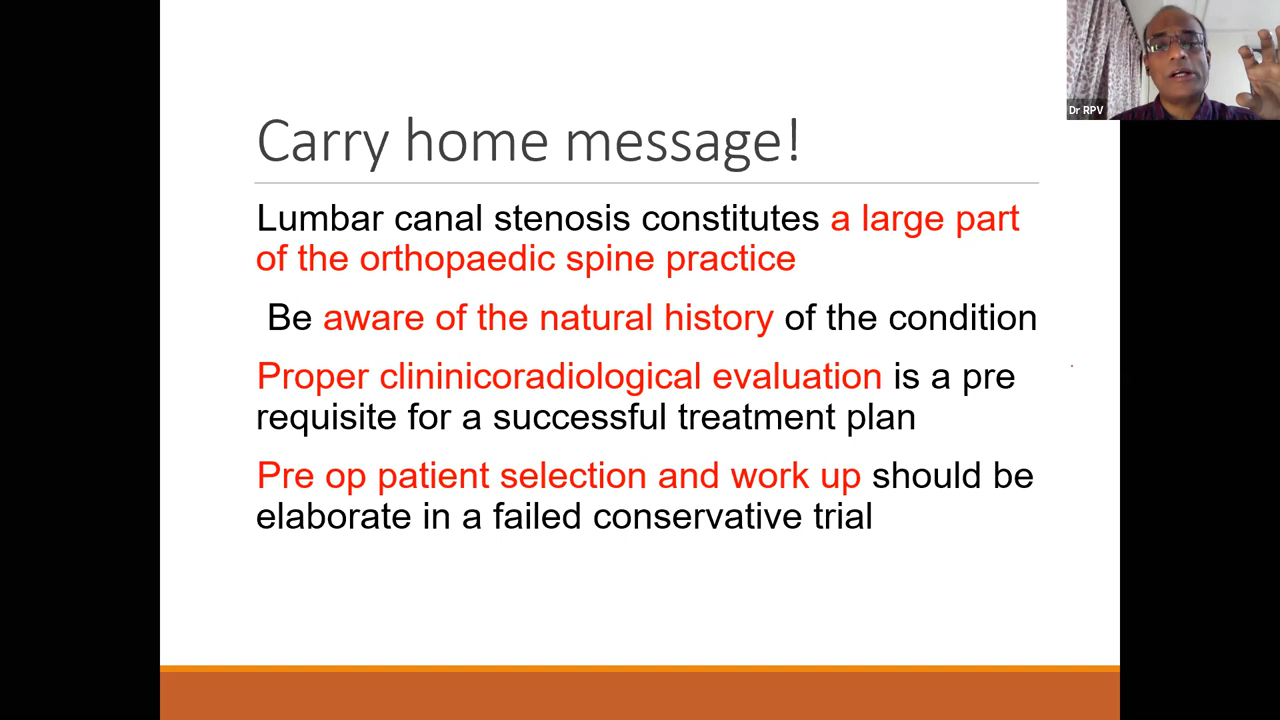 Carry home message!
Lumbar canal stenosis constitutes a large part
of the orthopaedic spine practice
Be aware of the natural history of the condition
Proper clininicoradiological evaluation is a pre
requisite for a successful treatment plan
Pre op patient selection and work up should be
elaborate in a failed conservative trial
Dr RPV